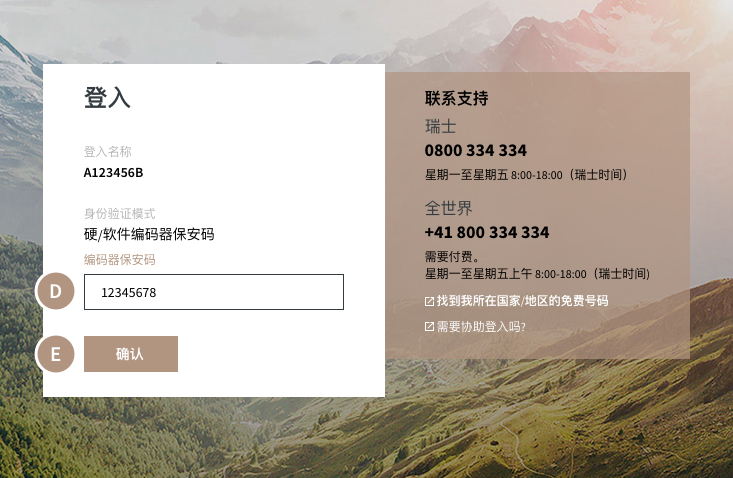 登入
登入名称
A123456B
身份验证模式
硬/软件编码器保安码
编码器保安码
D
12345678
E
确认
联系支持
瑞士
0800 334 334
星期一至星期五 8:00-18:00（瑞士时间）
全世界
+41 800 334 334
需要付费。
星期一至星期五上午 8:00-18:00（瑞士时间)
找到我所在国家/地区的免费号码
需要协助登入吗?